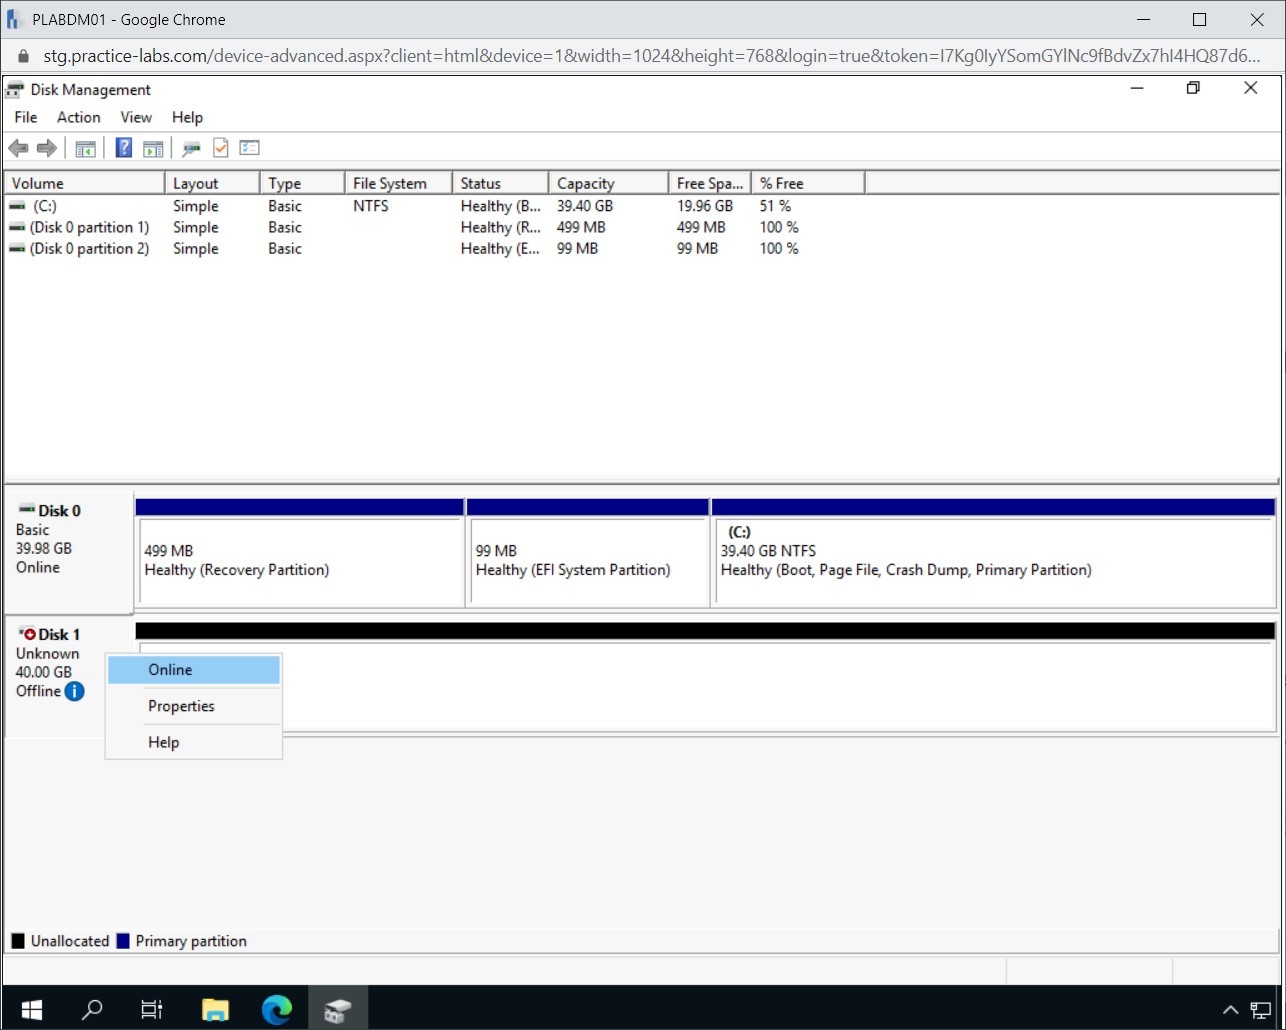 PLABDM01 - Google Chrome
stg.practice-labs.com/device-advanced.aspx?client=html&device=1&width=1024&height=768&login=true&token=I7Kg0IyYSomGYlNc9fBdvZx7hI4HQ87d6...
Disk Management
File Action View Help
Volume Layout Type File System Status Capacity Free Spa... % Free
(C:) Simple Basic NTFS Healthy (B... 39.40 GB 19.96 GB 51 %
(Disk 0 partition 1) Simple Basic Healthy (R... 499 MB 499 MB 100 %
(Disk 0 partition 2) Simple Basic Healthy (E... 99 MB 99 MB 100 %
Disk 0
Basic
39.98 GB
Online
499 MB
Healthy (Recovery Partition)
99 MB
Healthy (EFI System Partition)
(C:)
39.40 GB NTFS
Healthy (Boot, Page File, Crash Dump, Primary Partition)
Disk 1
Unknown
40.00 GB
Offline
Online
Properties
Help
Unallocated Primary partition